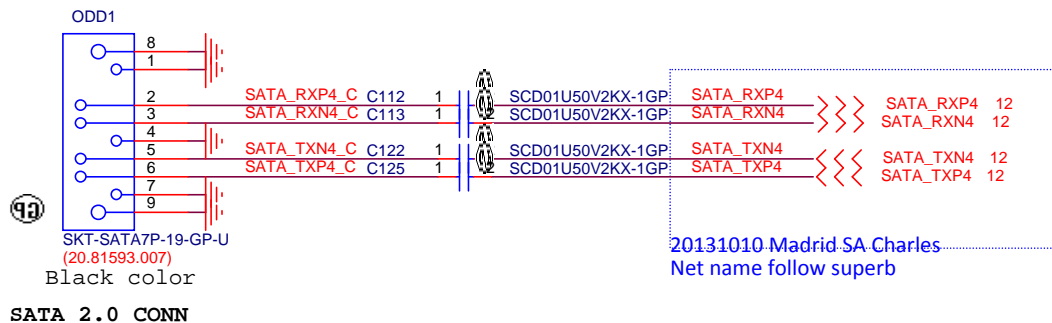 ODD1
8
1
2 SATA_RXP4_C C112 1 SCD01U50V2KX-1GP SATA_RXP4 SATA_RXP4 12
3 SATA_RXN4_C C113 1 2 SCD01U50V2KX-1GP SATA_RXN4 SATA_RXN4 12
4
5 SATA_TXN4_C C122 1 SCD01U50V2KX-1GP SATA_TXN4 SATA_TXN4 12
6 SATA_TXP4_C C125 1 2 SCD01U50V2KX-1GP SATA_TXP4 SATA_TXP4 12
7
9
SKT-SATA7P-19-GP-U
(20.81593.007)
Black color
SATA 2.0 CONN
20131010 Madrid SA Charles
Net name follow superb